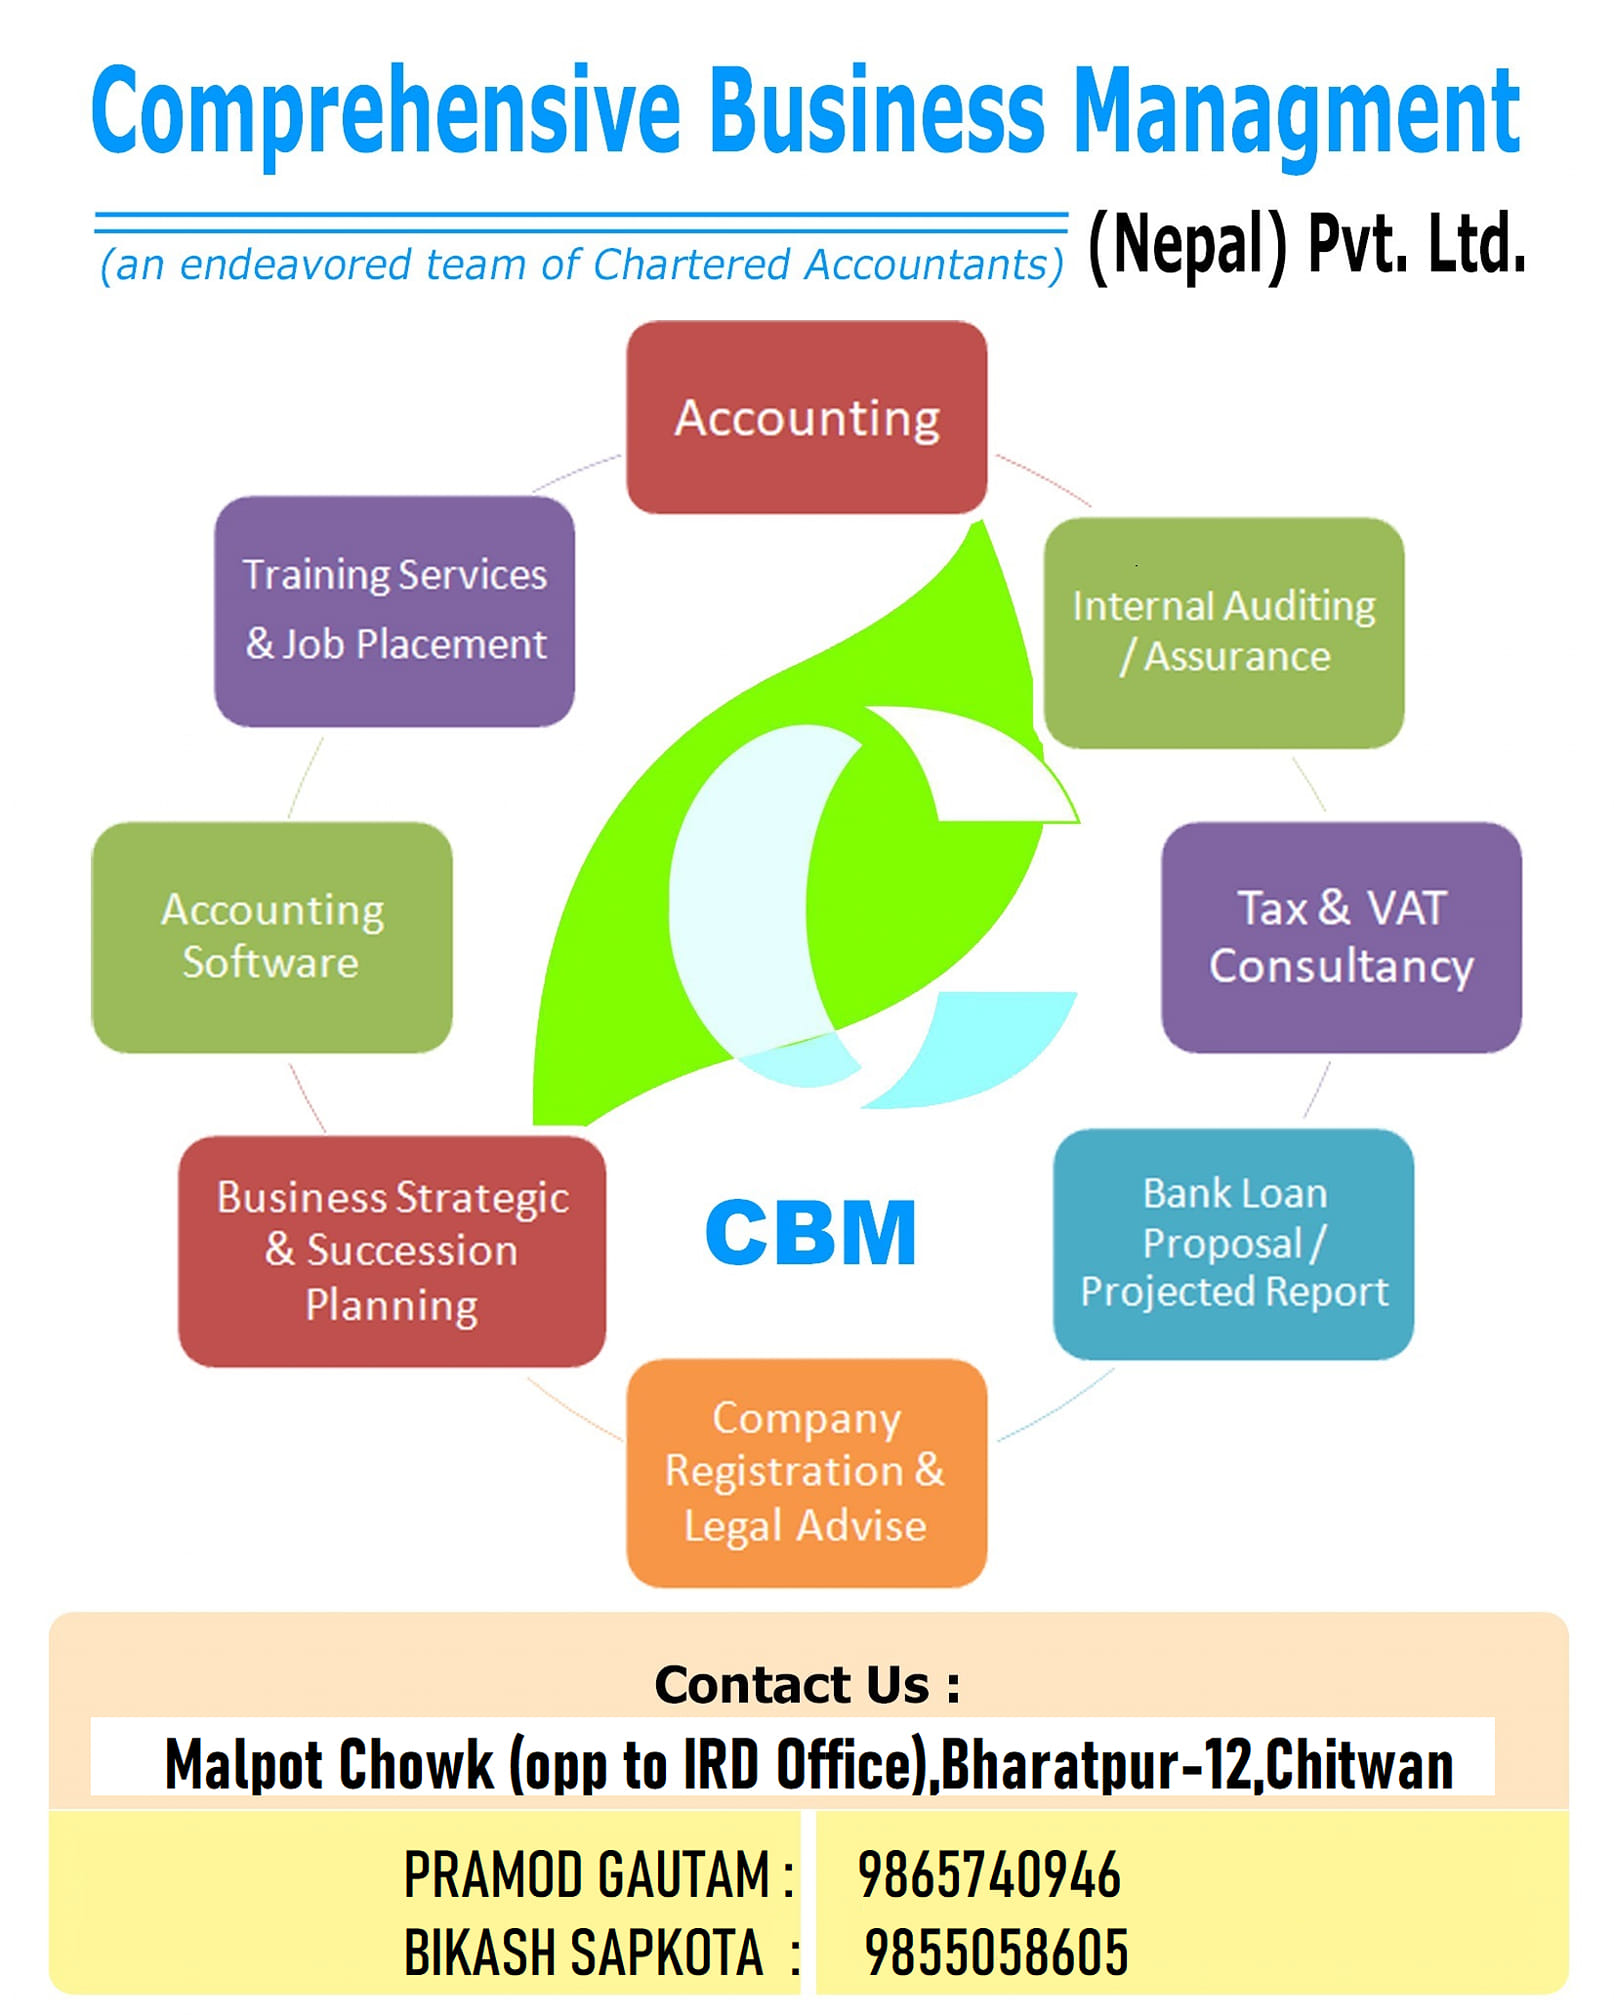 Comprehensive Business Managment
(an endeavored team of Chartered Accountants) (Nepal) Pvt. Ltd.
Accounting
Internal Auditing
/ Assurance
Tax & VAT
Consultancy
Bank Loan
Proposal /
Projected Report
Company
Registration &
Legal Advise
Business Strategic
& Succession
Planning
Accounting
Software
Training Services
& Job Placement
CBM
Contact Us :
Malpot Chowk (opp to IRD Office),Bharatpur-12,Chitwan
PRAMOD GAUTAM : 9865740946
BIKASH SAPKOTA : 9855058605